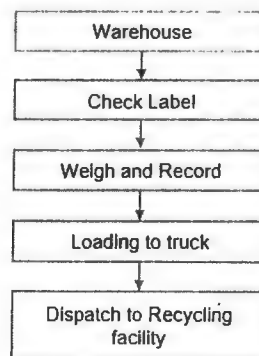 Warehouse
Check Label
Weigh and Record
Loading to truck
Dispatch to Recycling
facility